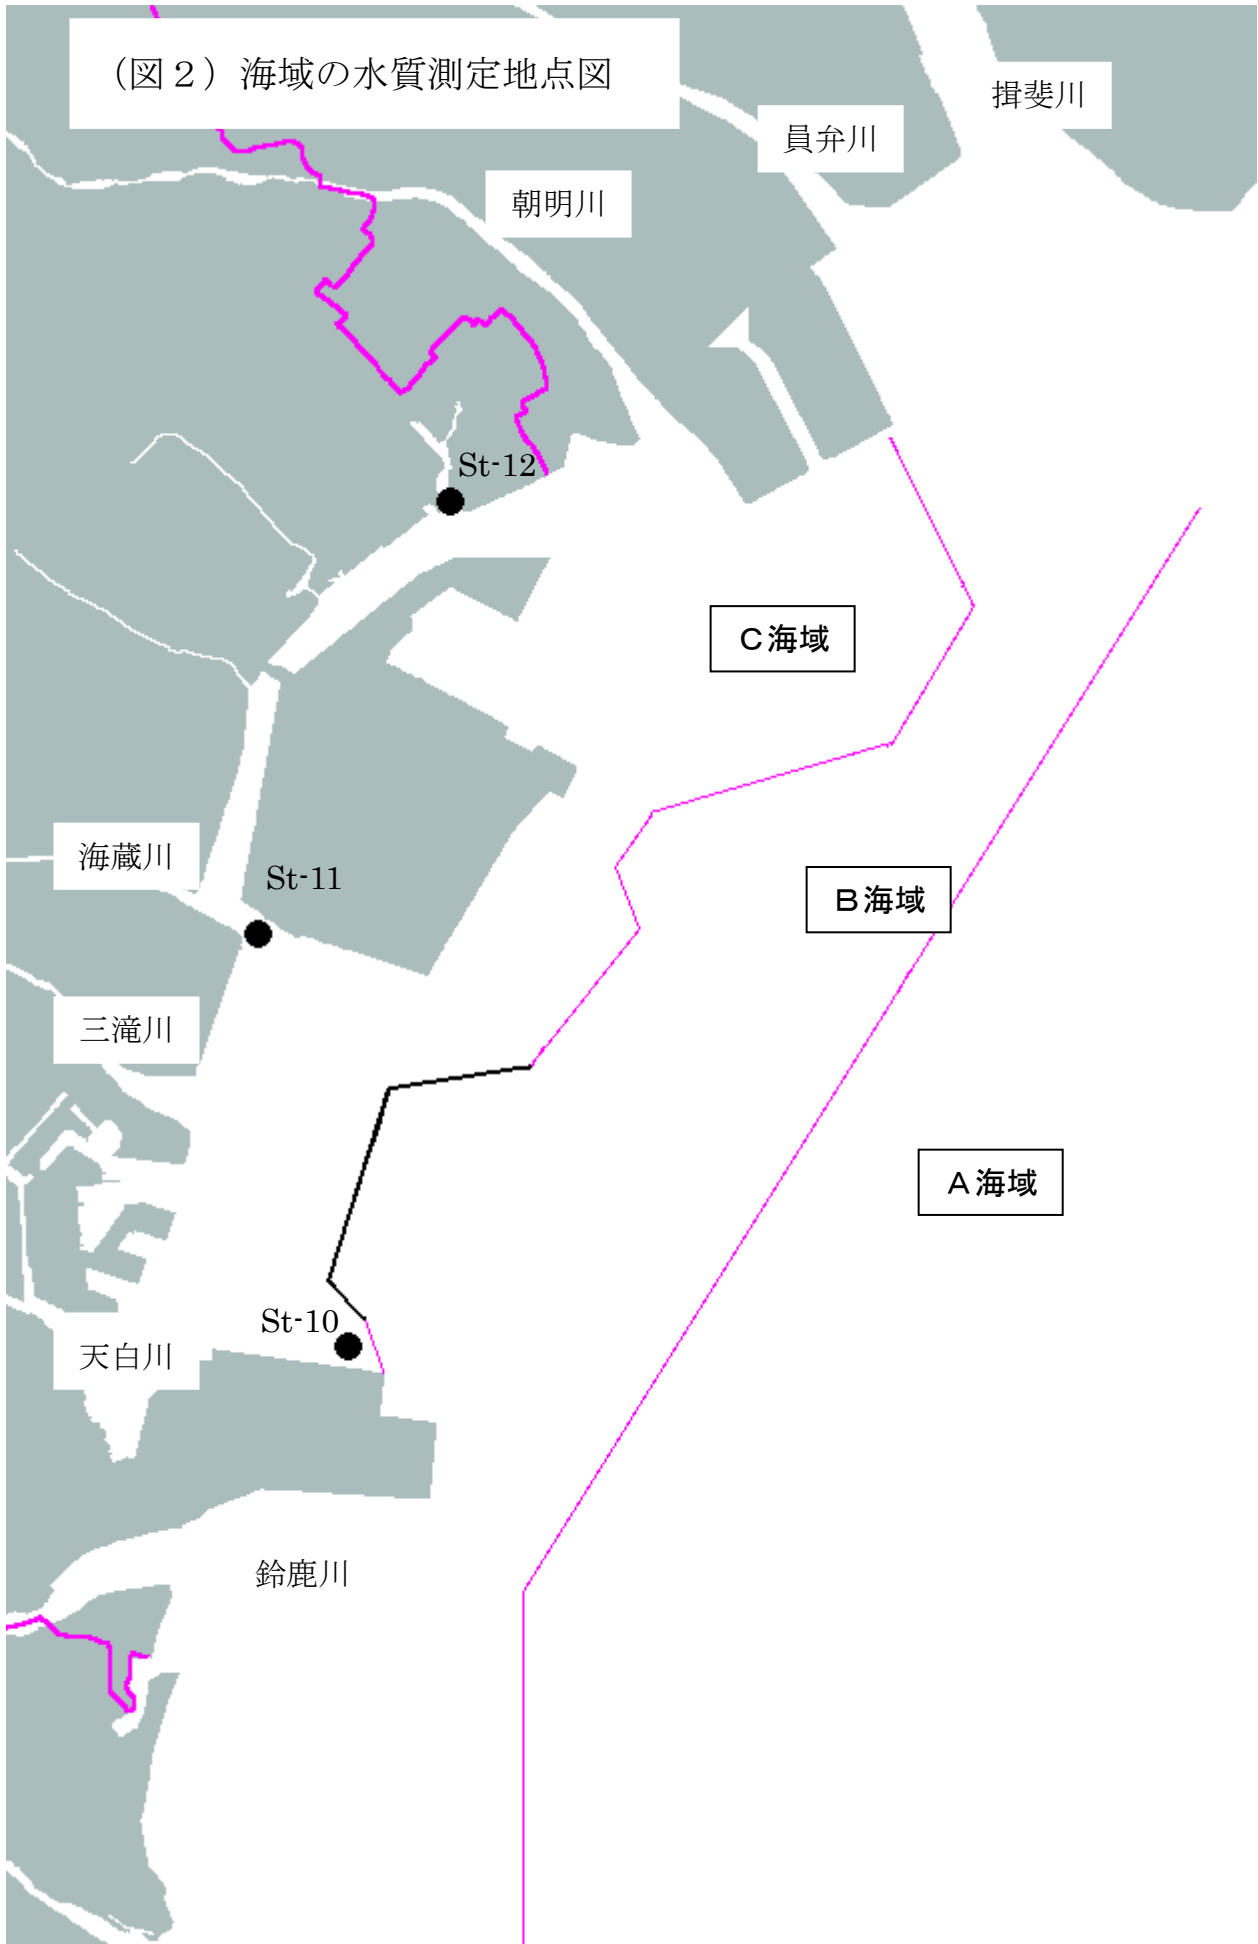 （図２）海域の水質測定地点図
揖斐川
員弁川
朝明川
St-12
Ｃ海域
海蔵川
St-11
Ｂ海域
三滝川
Ａ海域
St-10
天白川
鈴鹿川